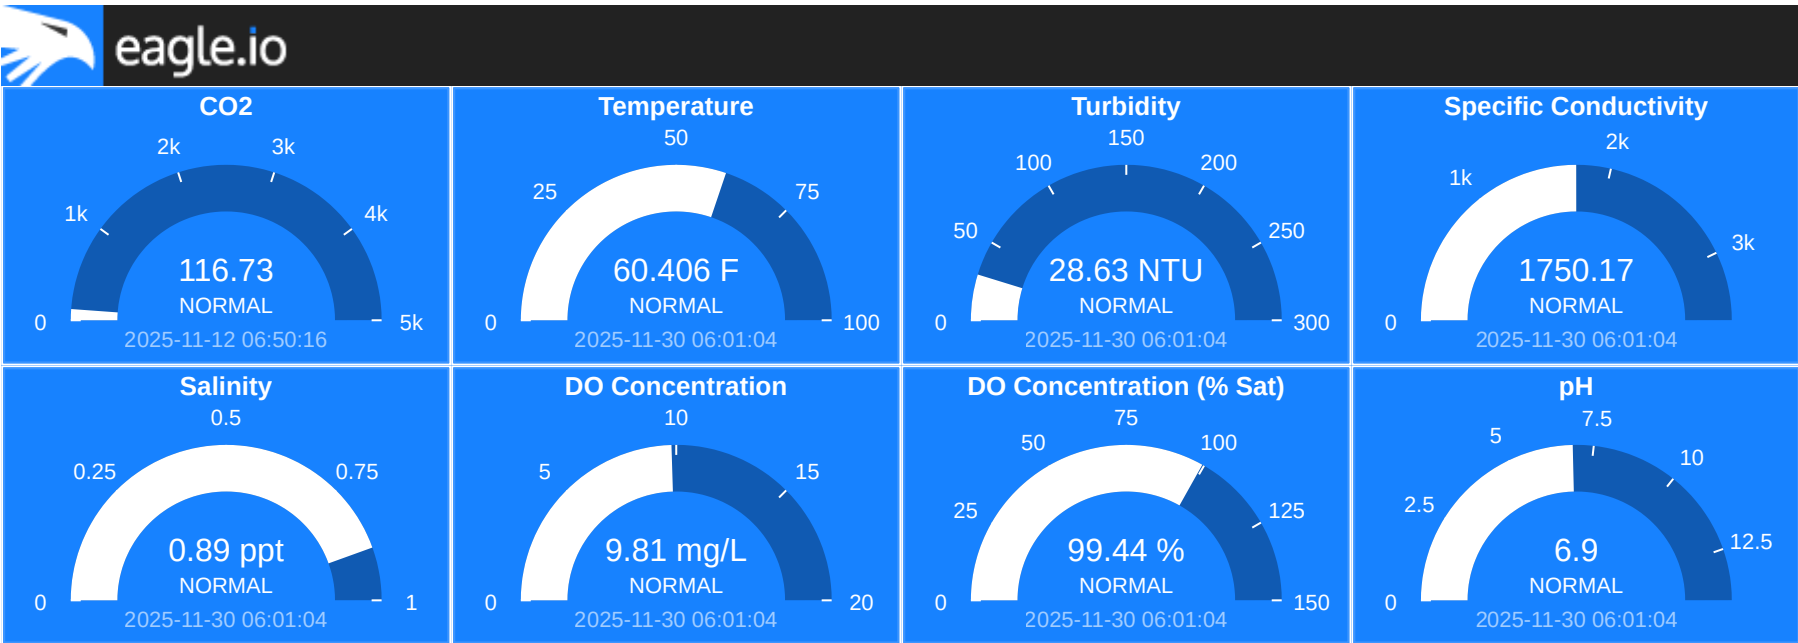 eagle.io
CO2
2k 3k
1k 4k
116.73
NORMAL
0 5k
2025-11-12 06:50:16
Temperature
50
25 75
60.406 F
NORMAL
0 100
2025-11-30 06:01:04
Turbidity
150
100 200
50 250
28.63 NTU
NORMAL
0 300
2025-11-30 06:01:04
Specific Conductivity
2k
1k
3k
1750.17
NORMAL
0
2025-11-30 06:01:04
Salinity
0.5
0.25 0.75
0.89 ppt
NORMAL
0 1
2025-11-30 06:01:04
DO Concentration
10
5 15
9.81 mg/L
NORMAL
0 20
2025-11-30 06:01:04
DO Concentration (% Sat)
75
50 100
25 125
99.44 %
NORMAL
0 150
2025-11-30 06:01:04
pH
7.5
5
10
2.5
12.5
6.9
NORMAL
0
2025-11-30 06:01:04